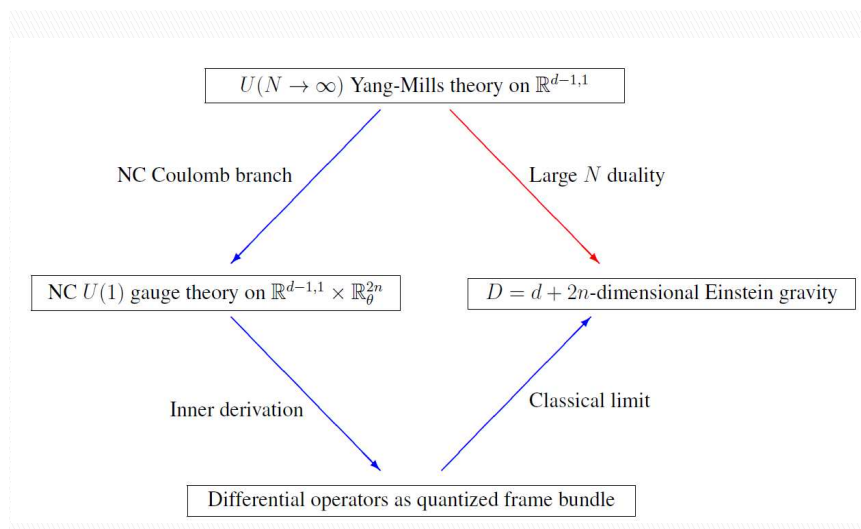 U(N → ∞) Yang-Mills theory on ℝ^{d−1,1}
NC Coulomb branch
Large N duality
NC U(1) gauge theory on ℝ^{d−1,1} × ℝ_θ^{2n}
D = d + 2n-dimensional Einstein gravity
Inner derivation
Classical limit
Differential operators as quantized frame bundle